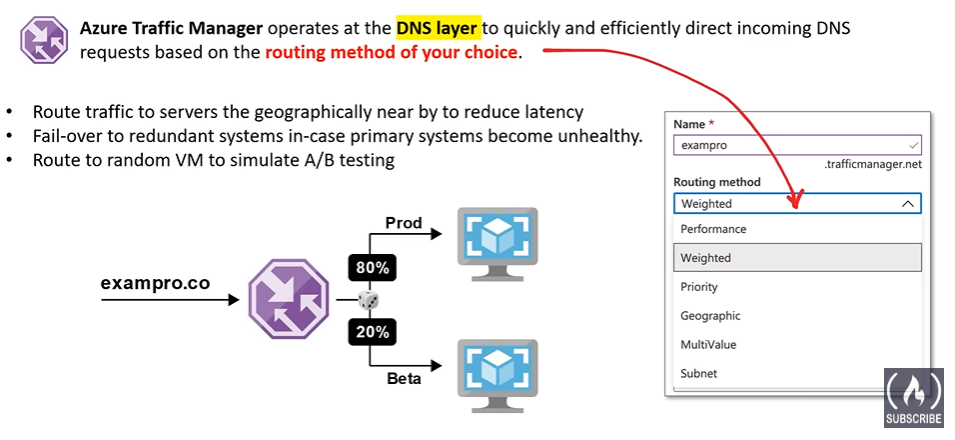 Azure Traffic Manager operates at the DNS layer to quickly and efficiently direct incoming DNS
requests based on the routing method of your choice.
• Route traffic to servers the geographically near by to reduce latency
• Fail-over to redundant systems in-case primary systems become unhealthy.
• Route to random VM to simulate A/B testing
Name *
exampro
.trafficmanager.net
Routing method
Weighted
Performance
Weighted
Priority
Geographic
MultiValue
Subnet
exampro.co
Prod
80%
20%
Beta
SUBSCRIBE